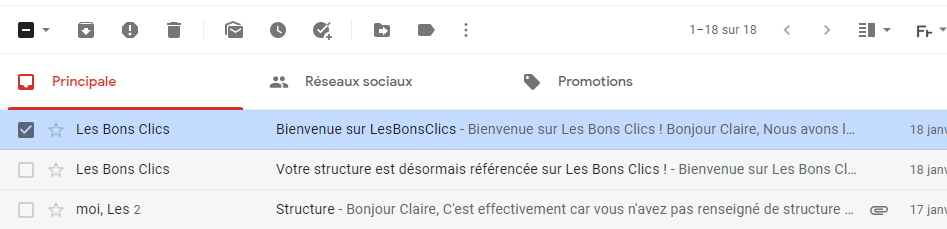 1–18 sur 18
Principale Réseaux sociaux Promotions
Les Bons Clics Bienvenue sur LesBonsClics - Bienvenue sur Les Bons Clics ! Bonjour Claire, Nous avons l… 18 janv
Les Bons Clics Votre structure est désormais référencée sur Les Bons Clics ! - Bienvenue sur Les Bons Cl… 18 janv
moi, Les 2 Structure - Bonjour Claire, C'est effectivement car vous n'avez pas renseigné de structure … 17 janv